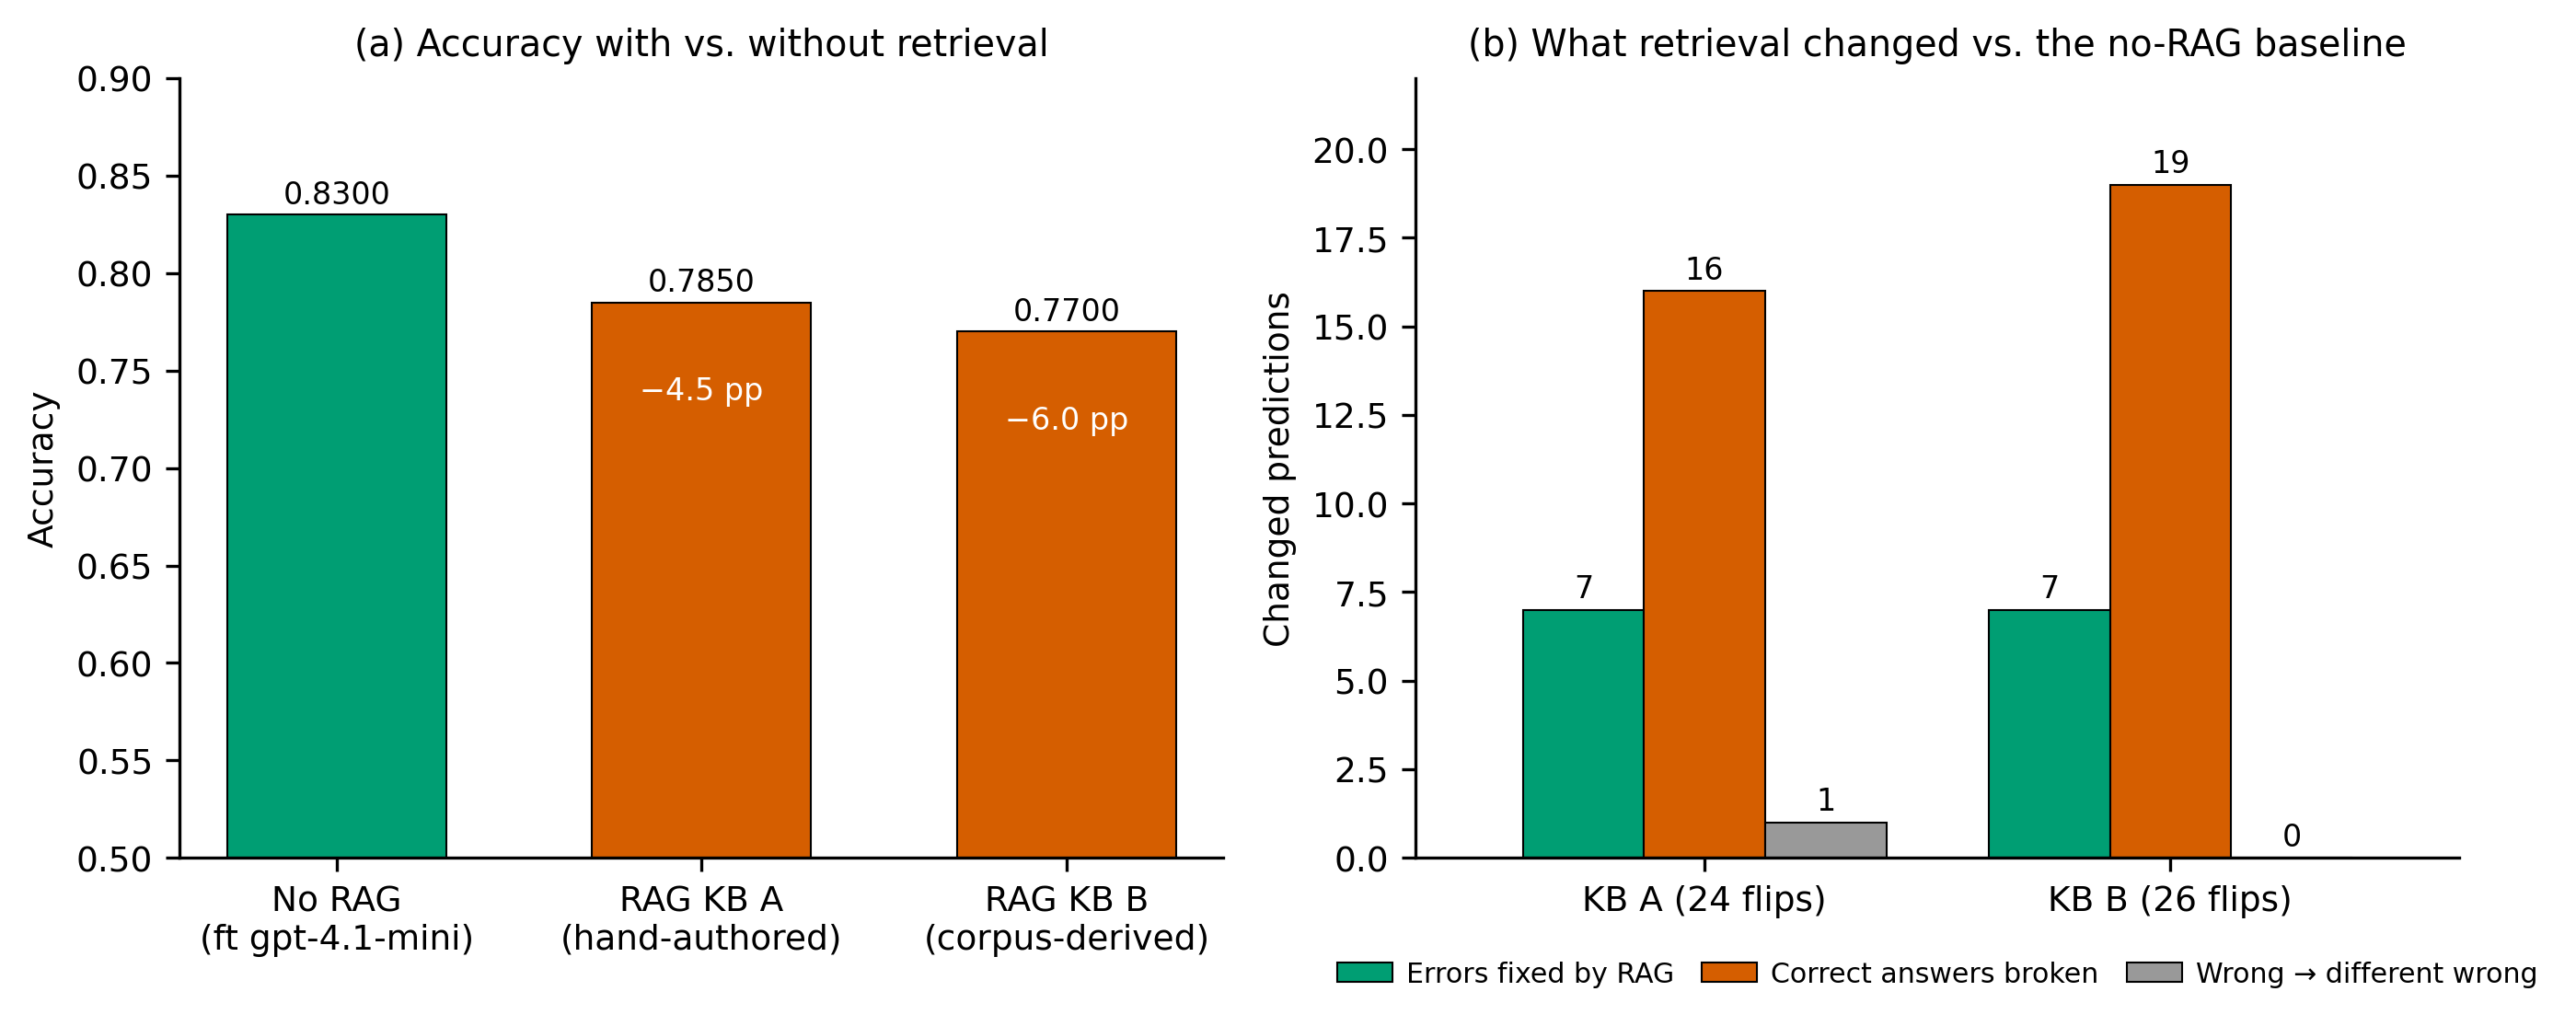 (a) Accuracy with vs. without retrieval
Accuracy
0.90
0.85
0.80
0.75
0.70
0.65
0.60
0.55
0.50
0.8300
0.7850
−4.5 pp
0.7700
−6.0 pp
No RAG
(ft gpt-4.1-mini)
RAG KB A
(hand-authored)
RAG KB B
(corpus-derived)
(b) What retrieval changed vs. the no-RAG baseline
Changed predictions
20.0
17.5
15.0
12.5
10.0
7.5
5.0
2.5
0.0
7
16
1
7
19
0
KB A (24 flips)
KB B (26 flips)
Errors fixed by RAG
Correct answers broken
Wrong → different wrong